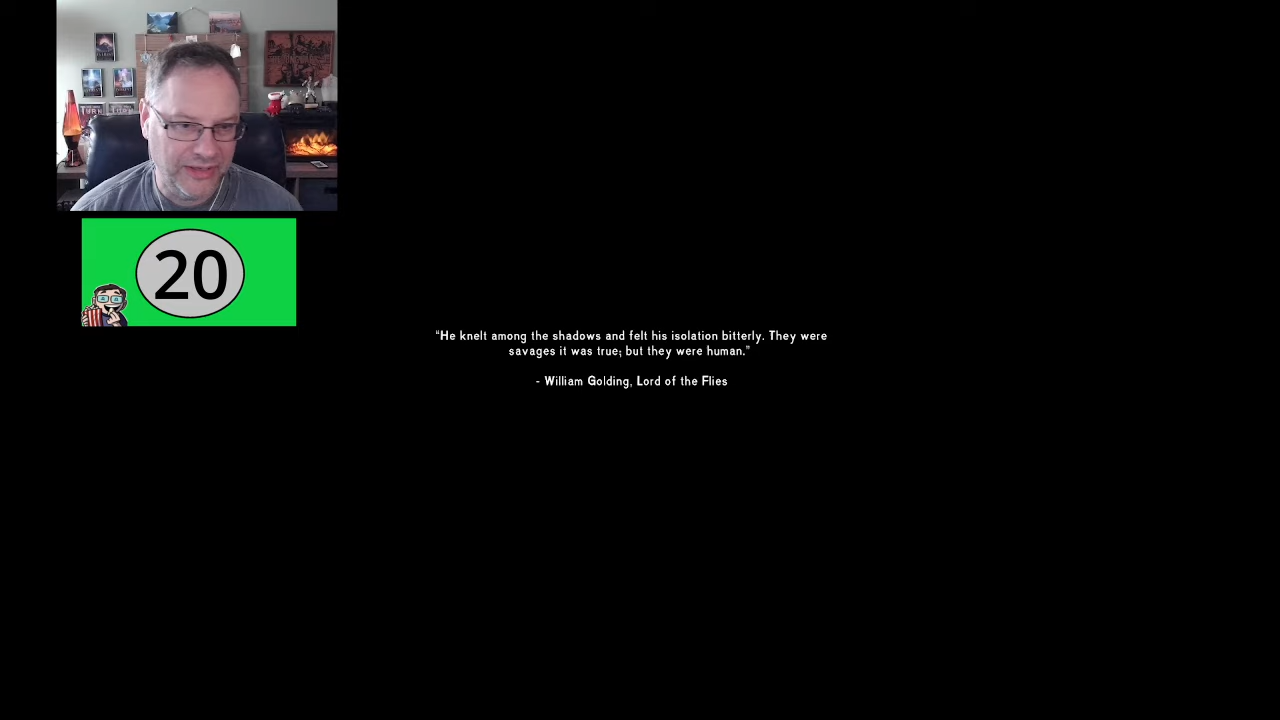 20
“He knelt among the shadows and felt his isolation bitterly. They were
savages it was true; but they were human.”
- William Golding, Lord of the Flies